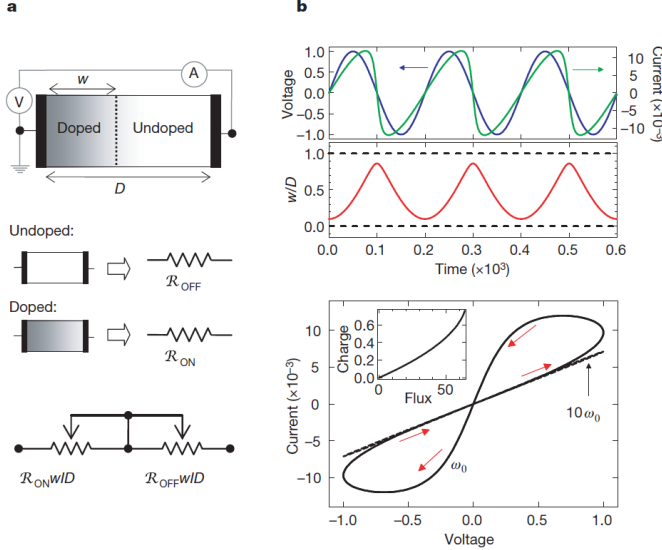 a
w
A
V
Doped
Undoped
D
Undoped:
ℛOFF
Doped:
ℛON
ℛONw/D
ℛOFFw/D
b
1.0
0.5
0.0
−0.5
−1.0
Voltage
10
5
0
−5
−10
Current (×10−3)
1.0
0.5
0.0
w/D
0.0
0.1
0.2
0.3
0.4
0.5
0.6
Time (×103)
10
5
0
−5
−10
Current (×10−3)
0.6
0.4
0.2
0.0
Charge
0
50
Flux
10ω0
ω0
−1.0
−0.5
0.0
0.5
1.0
Voltage